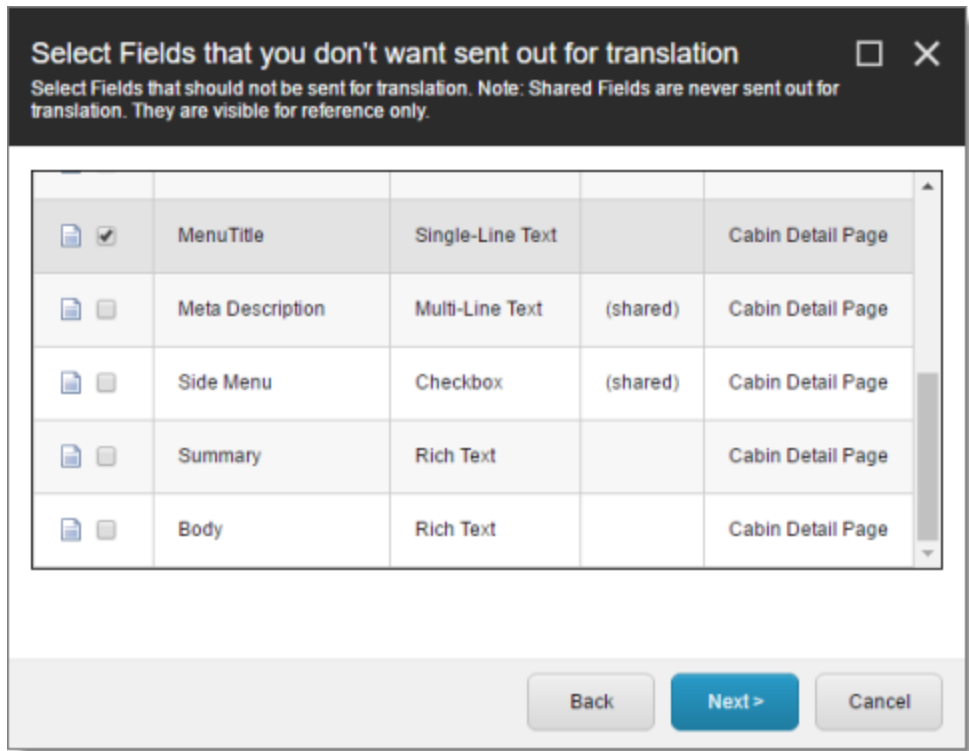 Select Fields that you don't want sent out for translation
Select Fields that should not be sent for translation. Note: Shared Fields are never sent out for
translation. They are visible for reference only.
MenuTitle Single-Line Text Cabin Detail Page
Meta Description Multi-Line Text (shared) Cabin Detail Page
Side Menu Checkbox (shared) Cabin Detail Page
Summary Rich Text Cabin Detail Page
Body Rich Text Cabin Detail Page
Back Next > Cancel